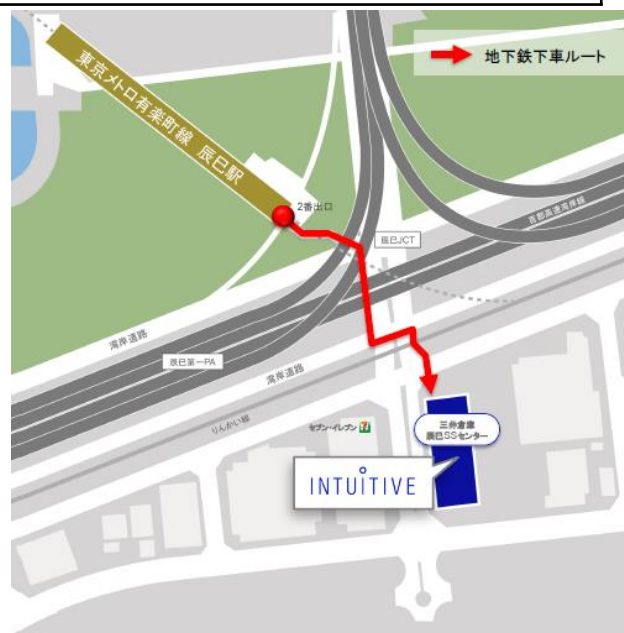 地下鉄下車ルート
東京メトロ有楽町線 辰巳駅
2番出口
首都高速湾岸線
辰巳JCT
湾岸道路
辰巳第一PA
湾岸道路
りんかい線
セブン-イレブン
三井倉庫
辰巳SSセンター
INTUITIVE